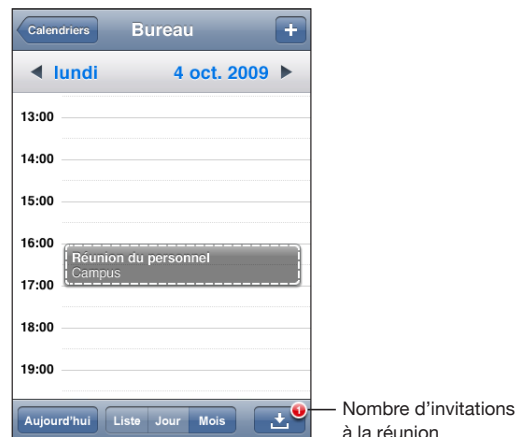 Calendriers Bureau +
lundi 4 oct. 2009
13:00
14:00
15:00
16:00
Réunion du personnel
Campus
17:00
18:00
19:00
Aujourd'hui Liste Jour Mois 1
Nombre d'invitations
à la réunion